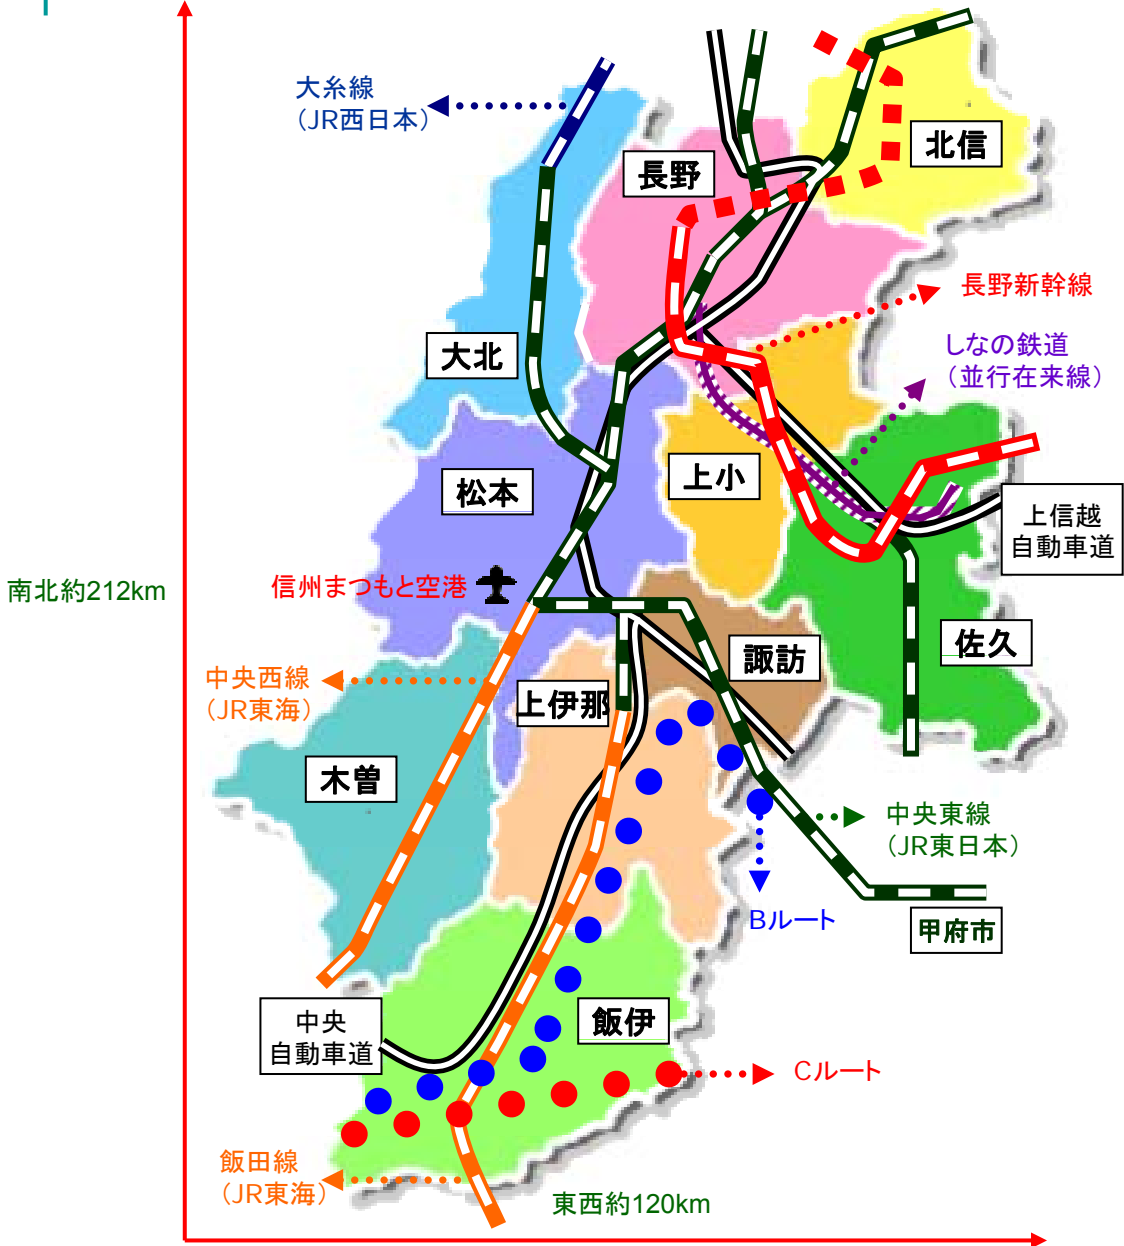 大糸線
（JR西日本）
北信
長野
長野新幹線
大北
しなの鉄道
（並行在来線）
松本
上小
上信越
自動車道
南北約212km
信州まつもと空港
佐久
諏訪
中央西線
（JR東海）
上伊那
木曽
中央東線
（JR東日本）
Bルート
甲府市
中央
自動車道
飯伊
Cルート
飯田線
（JR東海）
東西約120km